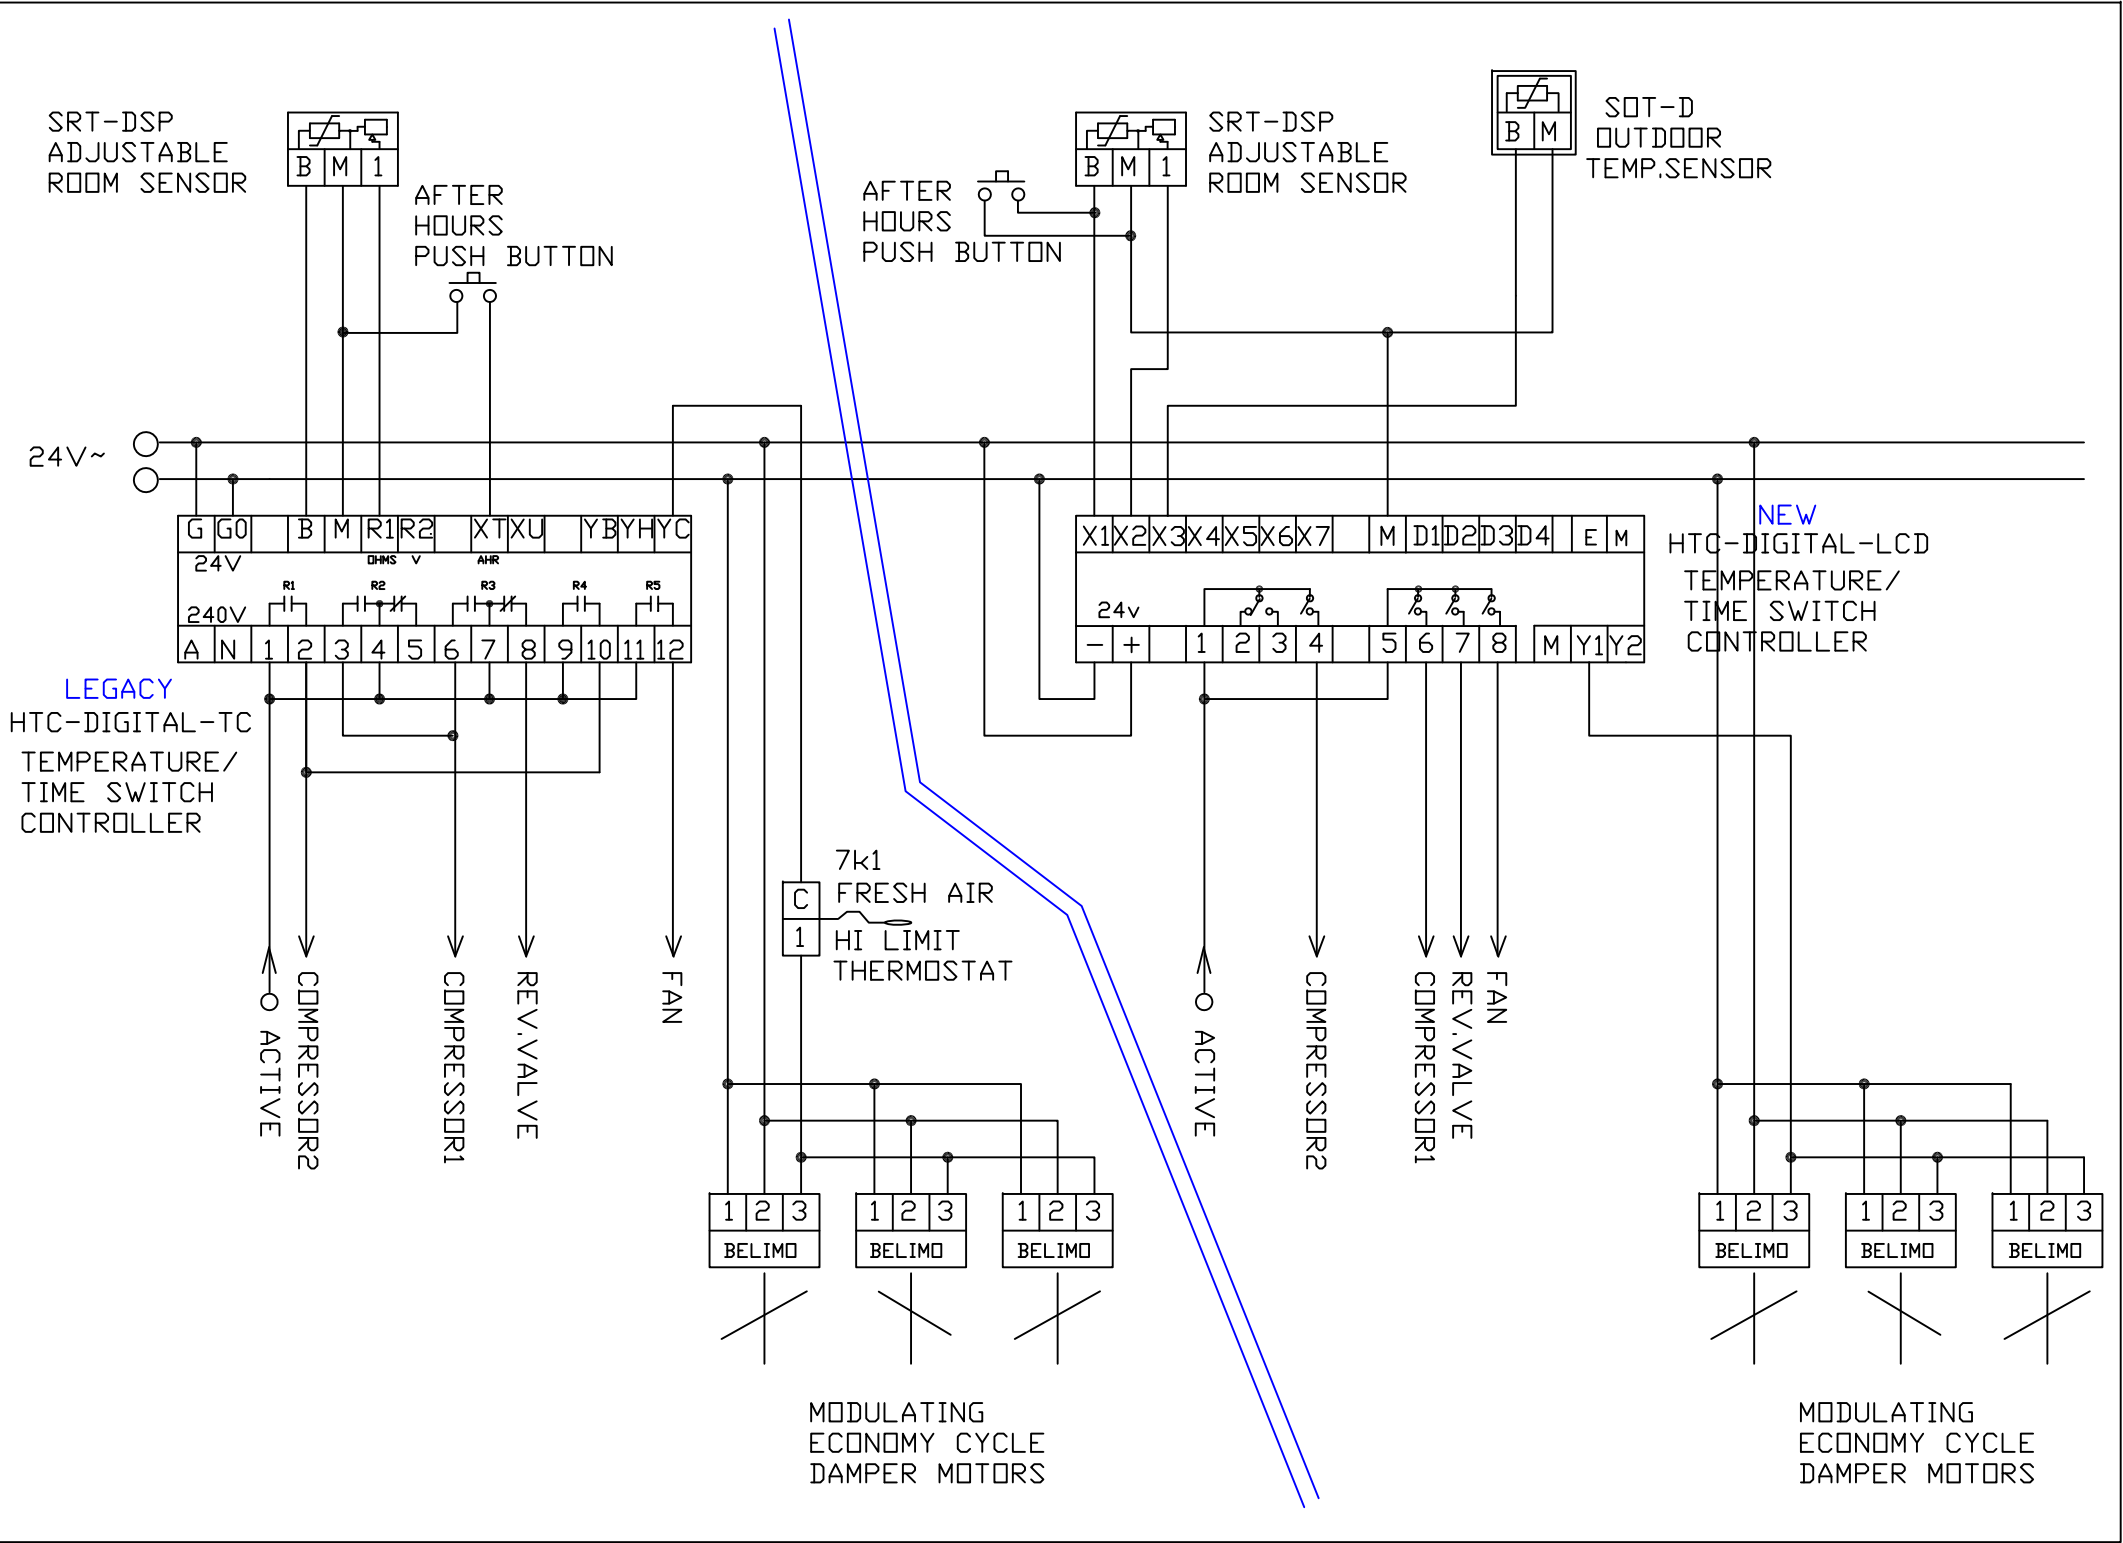 SRT-DSP
ADJUSTABLE
ROOM SENSOR
B M 1
AFTER
HOURS
PUSH BUTTON
24V~
G G0 B M R1 R2 XT XU YB YH YC
24V OHMS V AHR
R1 R2 R3 R4 R5
240V
A N 1 2 3 4 5 6 7 8 9 10 11 12
LEGACY
HTC-DIGITAL-TC
TEMPERATURE/
TIME SWITCH
CONTROLLER
ACTIVE
COMPRESSOR2
COMPRESSOR1
REV.VALVE
FAN
7k1
C
FRESH AIR
1
HI LIMIT
THERMOSTAT
1 2 3
BELIMO
1 2 3
BELIMO
1 2 3
BELIMO
MODULATING
ECONOMY CYCLE
DAMPER MOTORS
AFTER
HOURS
PUSH BUTTON
B M 1
SRT-DSP
ADJUSTABLE
ROOM SENSOR
B M
SOT-D
OUTDOOR
TEMP.SENSOR
X1 X2 X3 X4 X5 X6 X7 M D1 D2 D3 D4 E M
24v
- + 1 2 3 4 5 6 7 8 M Y1 Y2
NEW
HTC-DIGITAL-LCD
TEMPERATURE/
TIME SWITCH
CONTROLLER
ACTIVE
COMPRESSOR2
COMPRESSOR1
REV.VALVE
FAN
1 2 3
BELIMO
1 2 3
BELIMO
1 2 3
BELIMO
MODULATING
ECONOMY CYCLE
DAMPER MOTORS